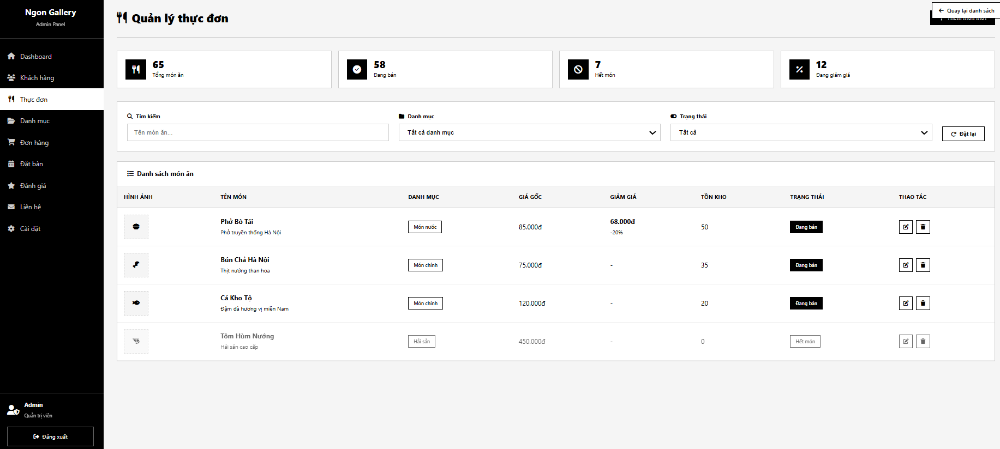 Ngon Gallery
Admin Panel
Dashboard
Khách hàng
Thực đơn
Danh mục
Đơn hàng
Đặt bàn
Đánh giá
Liên hệ
Cài đặt
Admin
Quản trị viên
Đăng xuất
Quản lý thực đơn
Quay lại danh sách
65
Tổng món ăn
58
Đang bán
7
Hết món
12
Đang giảm giá
Tìm kiếm
Tên món ăn...
Danh mục
Tất cả danh mục
Trạng thái
Tất cả
Đặt lại
Danh sách món ăn
HÌNH ẢNH TÊN MÓN DANH MỤC GIÁ GỐC GIẢM GIÁ TỒN KHO TRẠNG THÁI THAO TÁC
Phở Bò Tái
Phở truyền thống Hà Nội
Món nước
85.000đ
68.000đ
-20%
50
Đang bán
Bún Chả Hà Nội
Thịt nướng than hoa
Món chính
75.000đ
-
35
Đang bán
Cá Kho Tộ
Đậm đà hương vị miền Nam
Món chính
120.000đ
-
20
Đang bán
Tôm Hùm Nướng
Hải sản cao cấp
Hải sản
450.000đ
-
0
Hết món